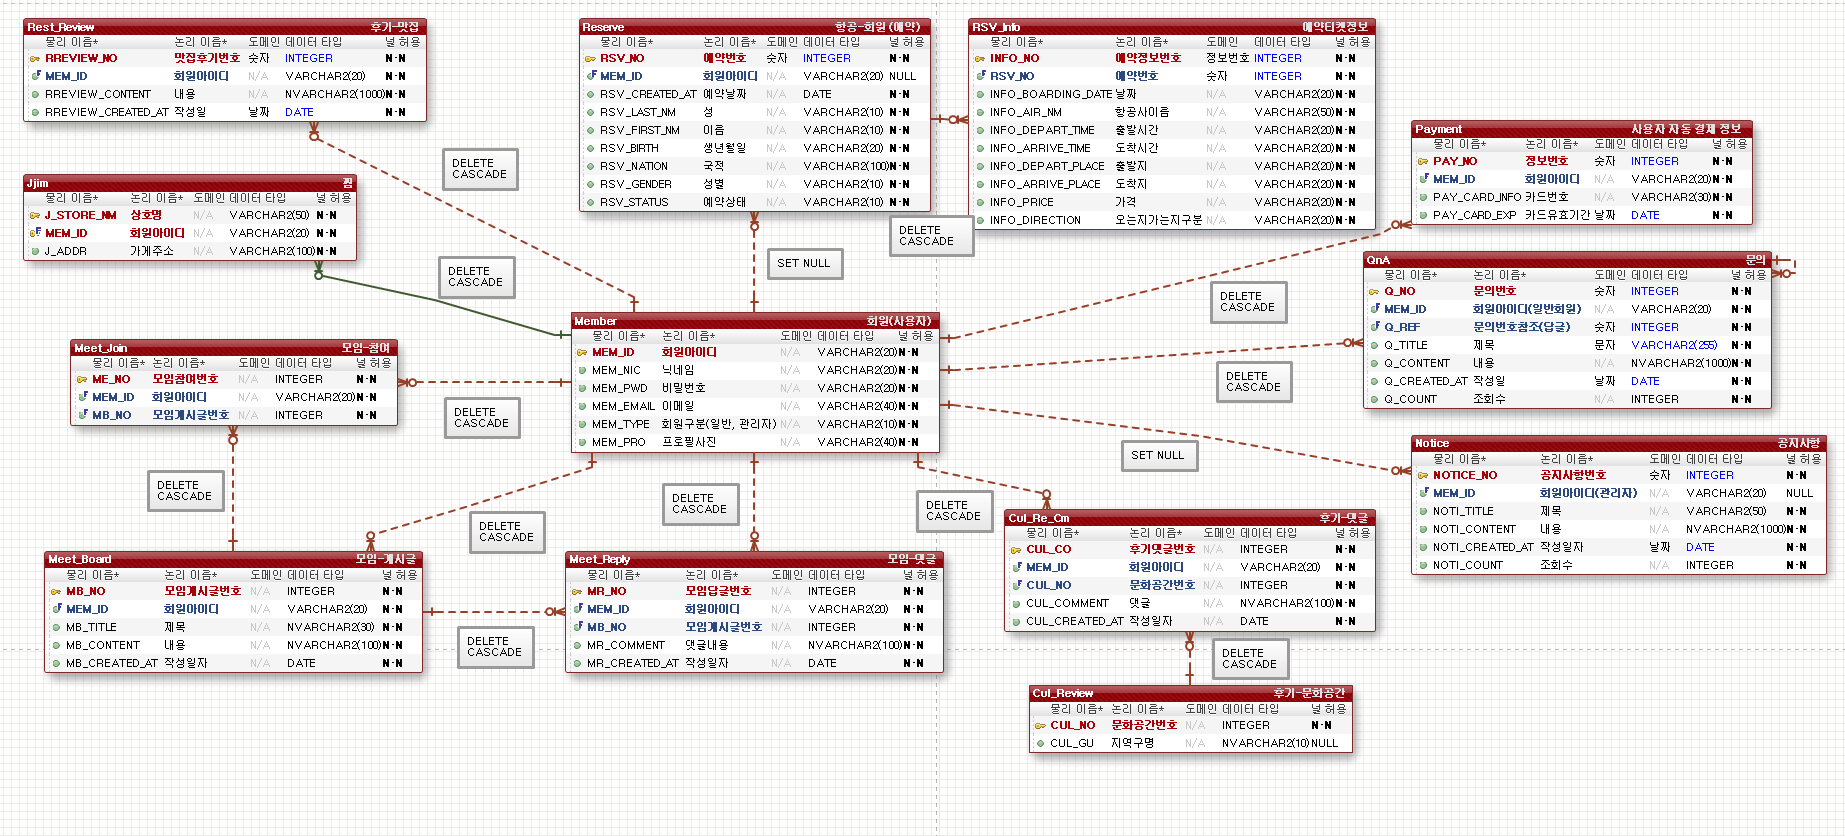 Rest_Review 후기-맛집
물리 이름* 논리 이름* 도메인 데이터 타입 널 허용
RREVIEW_NO 맛집후기번호 숫자 INTEGER N-N
MEM_ID 회원아이디 N/A VARCHAR2(20) N-N
RREVIEW_CONTENT 내용 N/A NVARCHAR2(1000) N-N
RREVIEW_CREATED_AT 작성일 날짜 DATE N-N
Reserve 항공-회원 (예약)
물리 이름* 논리 이름* 도메인 데이터 타입 널 허용
RSV_NO 예약번호 숫자 INTEGER N-N
MEM_ID 회원아이디 N/A VARCHAR2(20) NULL
RSV_CREATED_AT 예약날짜 N/A DATE N-N
RSV_LAST_NM 성 N/A VARCHAR2(10) N-N
RSV_FIRST_NM 이름 N/A VARCHAR2(10) N-N
RSV_BIRTH 생년월일 N/A VARCHAR2(20) N-N
RSV_NATION 국적 N/A VARCHAR2(100) N-N
RSV_GENDER 성별 N/A VARCHAR2(10) N-N
RSV_STATUS 예약상태 N/A VARCHAR2(10) N-N
RSV_Info 예약티켓정보
물리 이름* 논리 이름* 도메인 데이터 타입 널 허용
INFO_NO 예약정보번호 정보번호 INTEGER N-N
RSV_NO 예약번호 숫자 INTEGER N-N
INFO_BOARDING_DATE 날짜 N/A VARCHAR2(20) N-N
INFO_AIR_NM 항공사이름 N/A VARCHAR2(50) N-N
INFO_DEPART_TIME 출발시간 N/A VARCHAR2(20) N-N
INFO_ARRIVE_TIME 도착시간 N/A VARCHAR2(20) N-N
INFO_DEPART_PLACE 출발지 N/A VARCHAR2(20) N-N
INFO_ARRIVE_PLACE 도착지 N/A VARCHAR2(20) N-N
INFO_PRICE 가격 N/A VARCHAR2(20) N-N
INFO_DIRECTION 오는지가는지구분 N/A VARCHAR2(20) N-N
Payment 사용자 자동 결제 정보
물리 이름* 논리 이름* 도메인 데이터 타입 널 허용
PAY_NO 정보번호 숫자 INTEGER N-N
MEM_ID 회원아이디 N/A VARCHAR2(20) N-N
PAY_CARD_INFO 카드번호 N/A VARCHAR2(30) N-N
PAY_CARD_EXP 카드유효기간 날짜 DATE N-N
DELETE
CASCADE
Jjim 찜
물리 이름* 논리 이름* 도메인 데이터 타입 널 허용
J_STORE_NM 상호명 N/A VARCHAR2(50) N-N
MEM_ID 회원아이디 N/A VARCHAR2(20) N-N
J_ADDR 가게주소 N/A VARCHAR2(100) N-N
DELETE
CASCADE
SET NULL
DELETE
CASCADE
DELETE
CASCADE
QnA 문의
물리 이름* 논리 이름* 도메인 데이터 타입 널 허용
Q_NO 문의번호 숫자 INTEGER N-N
MEM_ID 회원아이디(일반회원) N/A VARCHAR2(20) N-N
Q_REF 문의번호참조(답글) 숫자 INTEGER N-N
Q_TITLE 제목 문자 VARCHAR2(255) N-N
Q_CONTENT 내용 N/A NVARCHAR2(1000) N-N
Q_CREATED_AT 작성일 날짜 DATE N-N
Q_COUNT 조회수 N/A INTEGER N-N
Member 회원(사용자)
물리 이름* 논리 이름* 도메인 데이터 타입 널 허용
MEM_ID 회원아이디 N/A VARCHAR2(20) N-N
MEM_NIC 닉네임 N/A VARCHAR2(20) N-N
MEM_PWD 비밀번호 N/A VARCHAR2(20) N-N
MEM_EMAIL 이메일 N/A VARCHAR2(40) N-N
MEM_TYPE 회원구분(일반, 관리자) N/A VARCHAR2(10) N-N
MEM_PRO 프로필사진 N/A VARCHAR2(40) N-N
Meet_Join 모임-참여
물리 이름* 논리 이름* 도메인 데이터 타입 널 허용
ME_NO 모임참여번호 N/A INTEGER N-N
MEM_ID 회원아이디 N/A VARCHAR2(20) N-N
MB_NO 모임게시글번호 N/A INTEGER N-N
DELETE
CASCADE
DELETE
CASCADE
SET NULL
Notice 공지사항
물리 이름* 논리 이름* 도메인 데이터 타입 널 허용
NOTICE_NO 공지사항번호 숫자 INTEGER N-N
MEM_ID 회원아이디(관리자) N/A VARCHAR2(20) NULL
NOTI_TITLE 제목 N/A VARCHAR2(50) N-N
NOTI_CONTENT 내용 N/A NVARCHAR2(1000) N-N
NOTI_CREATED_AT 작성일자 날짜 DATE N-N
NOTI_COUNT 조회수 N/A INTEGER N-N
DELETE
CASCADE
DELETE
CASCADE
DELETE
CASCADE
DELETE
CASCADE
Cul_Re_Cm 후기-댓글
물리 이름* 논리 이름* 도메인 데이터 타입 널 허용
CUL_CO 후기댓글번호 N/A INTEGER N-N
MEM_ID 회원아이디 N/A VARCHAR2(20) N-N
CUL_NO 문화공간번호 N/A INTEGER N-N
CUL_COMMENT 댓글 N/A NVARCHAR2(100) N-N
CUL_CREATED_AT 작성일자 N/A DATE N-N
Meet_Board 모임-게시글
물리 이름* 논리 이름* 도메인 데이터 타입 널 허용
MB_NO 모임게시글번호 N/A INTEGER N-N
MEM_ID 회원아이디 N/A VARCHAR2(20) N-N
MB_TITLE 제목 N/A NVARCHAR2(30) N-N
MB_CONTENT 내용 N/A NVARCHAR2(100) N-N
MB_CREATED_AT 작성일자 N/A DATE N-N
DELETE
CASCADE
Meet_Reply 모임-댓글
물리 이름* 논리 이름* 도메인 데이터 타입 널 허용
MR_NO 모임답글번호 N/A INTEGER N-N
MEM_ID 회원아이디 N/A VARCHAR2(20) N-N
MB_NO 모임게시글번호 N/A INTEGER N-N
MR_COMMENT 댓글내용 N/A NVARCHAR2(100) N-N
MR_CREATED_AT 작성일자 N/A DATE N-N
DELETE
CASCADE
Cul_Review 후기-문화공간
물리 이름* 논리 이름* 도메인 데이터 타입 널 허용
CUL_NO 문화공간번호 N/A INTEGER N-N
CUL_GU 지역구명 N/A NVARCHAR2(10) NULL